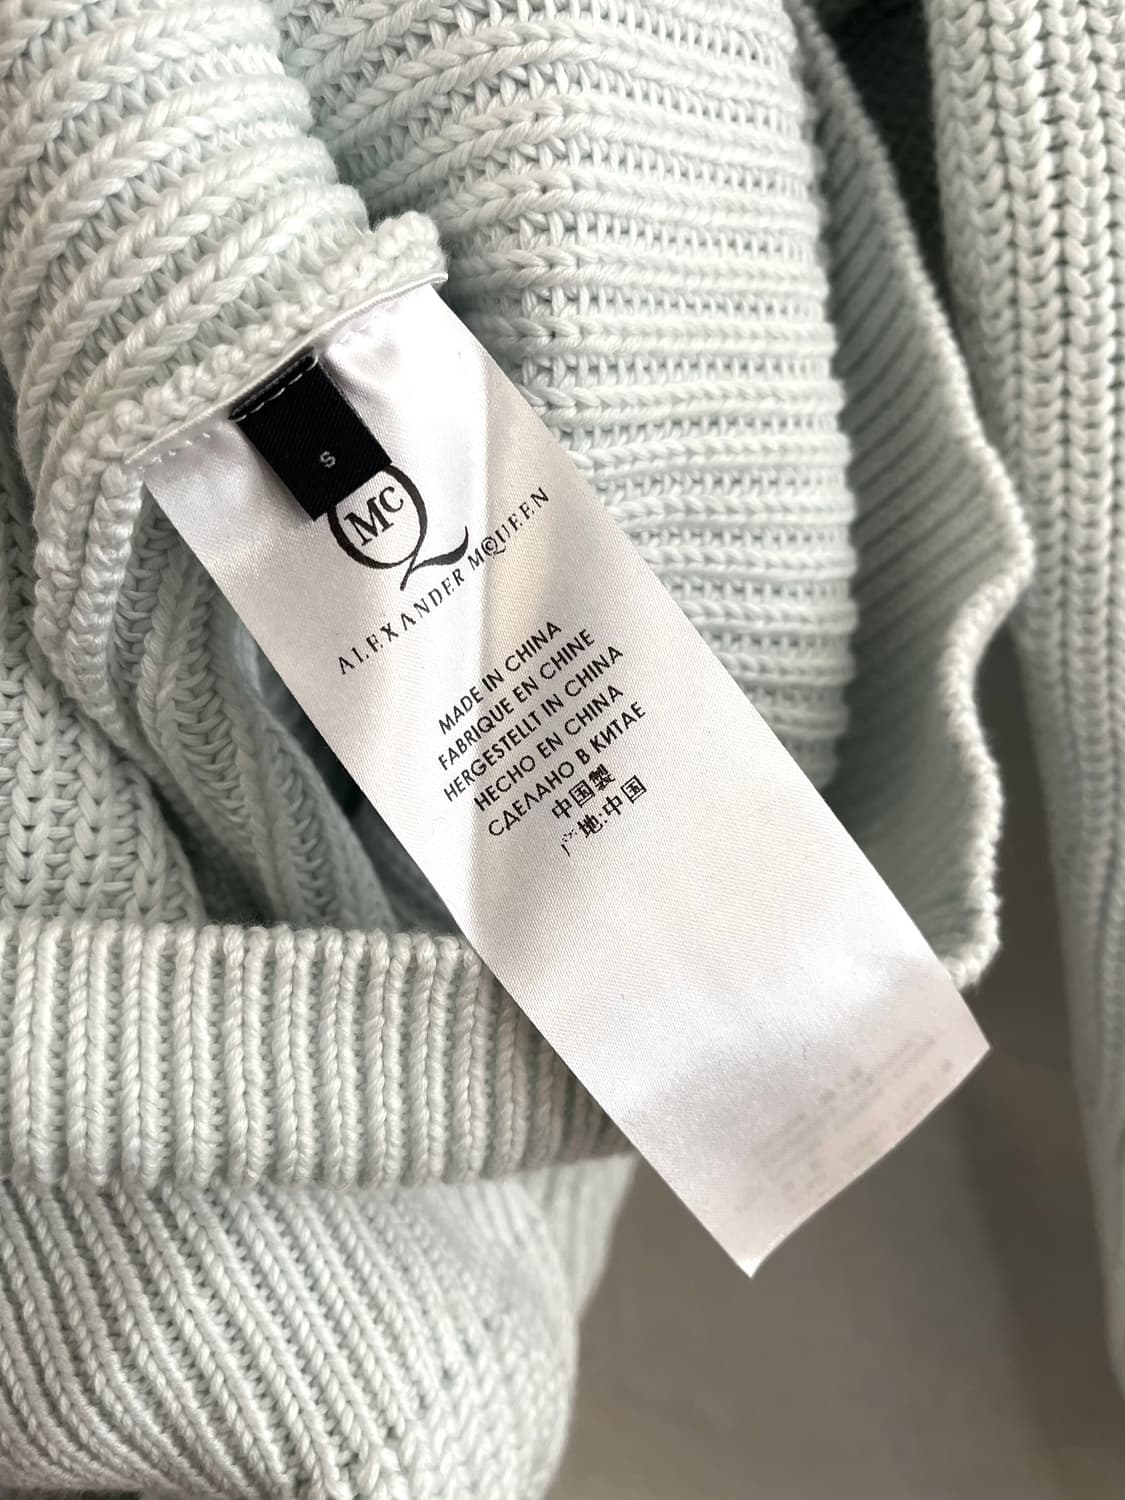 S
McQ
ALEXANDER McQUEEN
MADE IN CHINA
FABRIQUE EN CHINE
HERGESTELLT IN CHINA
HECHO EN CHINA
СДЕЛАНО В КИТАЕ
中国製
产地:中国